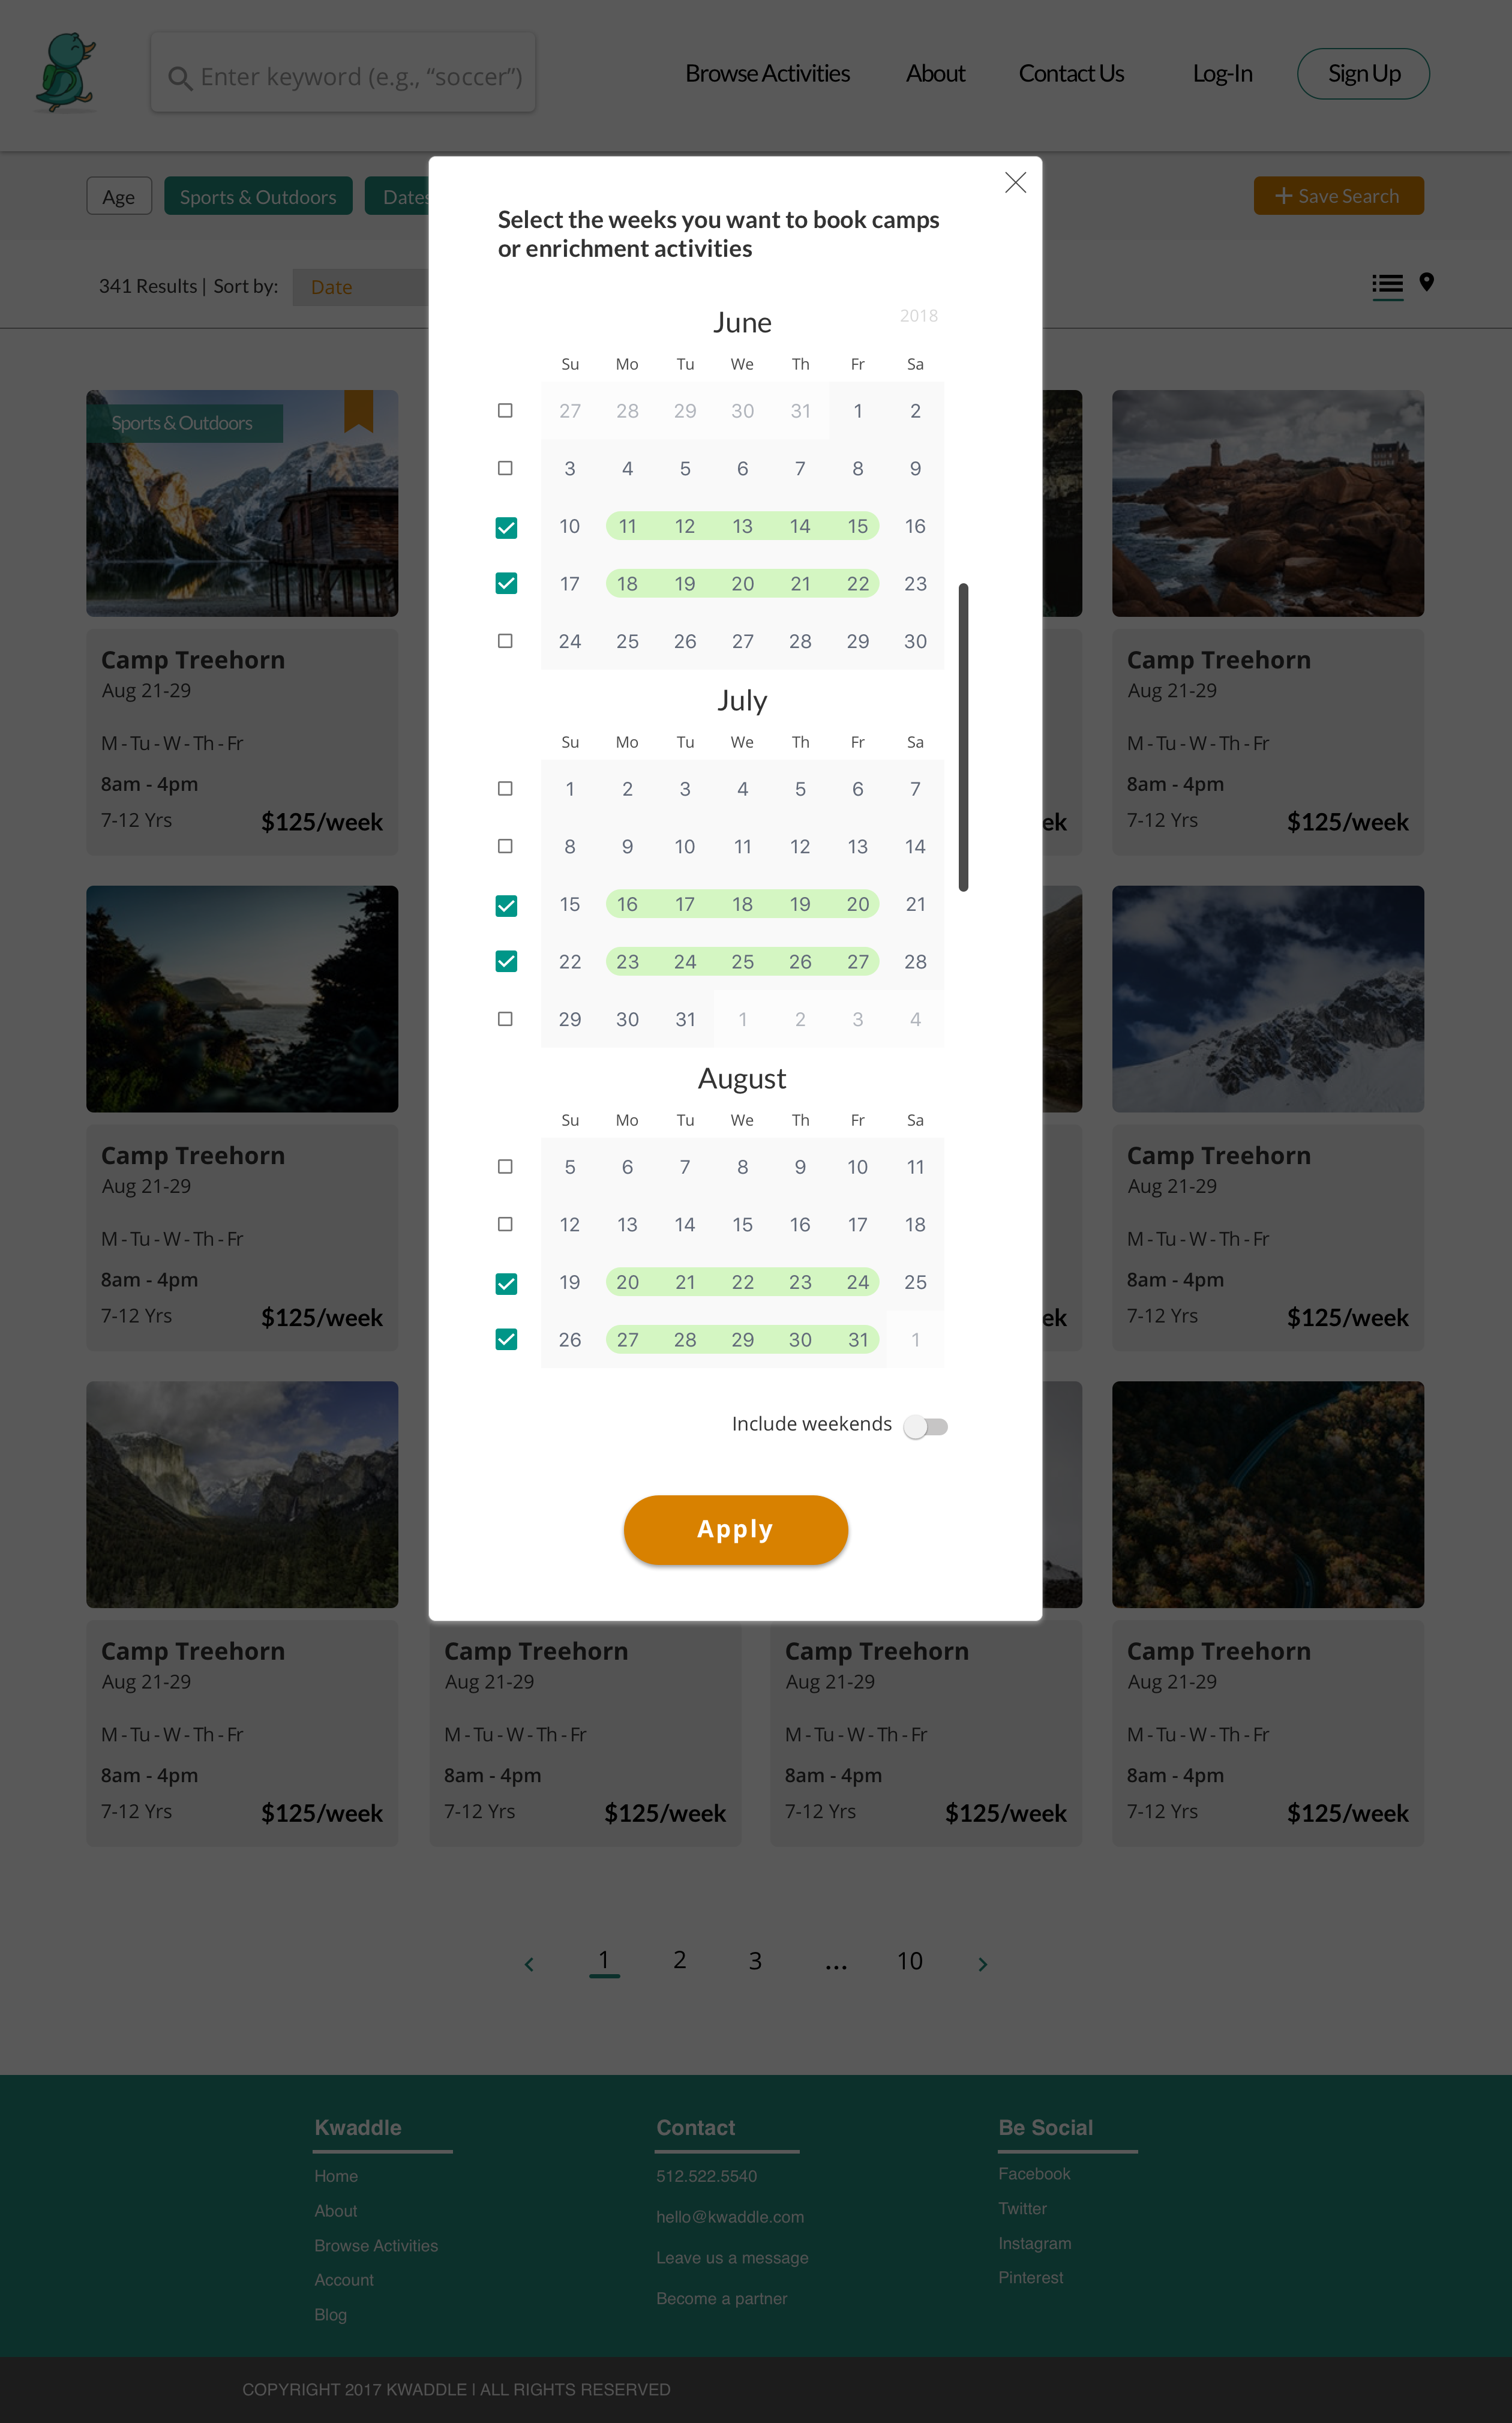 Enter keyword (e.g., “soccer”)
Browse Activities
About
Contact Us
Log-In
Sign Up
Age
Sports & Outdoors
Dates
+ Save Search
341 Results | Sort by:
Date
Select the weeks you want to book camps
or enrichment activities
June
2018
Su Mo Tu We Th Fr Sa
27 28 29 30 31 1 2
3 4 5 6 7 8 9
10 11 12 13 14 15 16
17 18 19 20 21 22 23
24 25 26 27 28 29 30
July
Su Mo Tu We Th Fr Sa
1 2 3 4 5 6 7
8 9 10 11 12 13 14
15 16 17 18 19 20 21
22 23 24 25 26 27 28
29 30 31 1 2 3 4
August
Su Mo Tu We Th Fr Sa
5 6 7 8 9 10 11
12 13 14 15 16 17 18
19 20 21 22 23 24 25
26 27 28 29 30 31 1
Include weekends
Apply
Sports & Outdoors
Camp Treehorn
Aug 21-29
M - Tu - W - Th - Fr
8am - 4pm
7-12 Yrs $125/week
ek
Camp Treehorn
Aug 21-29
M - Tu - W - Th - Fr
8am - 4pm
7-12 Yrs $125/week
Camp Treehorn
Aug 21-29
M - Tu - W - Th - Fr
8am - 4pm
7-12 Yrs $125/week
ek
Camp Treehorn
Aug 21-29
M - Tu - W - Th - Fr
8am - 4pm
7-12 Yrs $125/week
Camp Treehorn
Aug 21-29
M - Tu - W - Th - Fr
8am - 4pm
7-12 Yrs $125/week
Camp Treehorn
Aug 21-29
M - Tu - W - Th - Fr
8am - 4pm
7-12 Yrs $125/week
Camp Treehorn
Aug 21-29
M - Tu - W - Th - Fr
8am - 4pm
7-12 Yrs $125/week
Camp Treehorn
Aug 21-29
M - Tu - W - Th - Fr
8am - 4pm
7-12 Yrs $125/week
‹ 1 2 3 ... 10 ›
Kwaddle
Home
About
Browse Activities
Account
Blog
Contact
512.522.5540
hello@kwaddle.com
Leave us a message
Become a partner
Be Social
Facebook
Twitter
Instagram
Pinterest
COPYRIGHT 2017 KWADDLE | ALL RIGHTS RESERVED